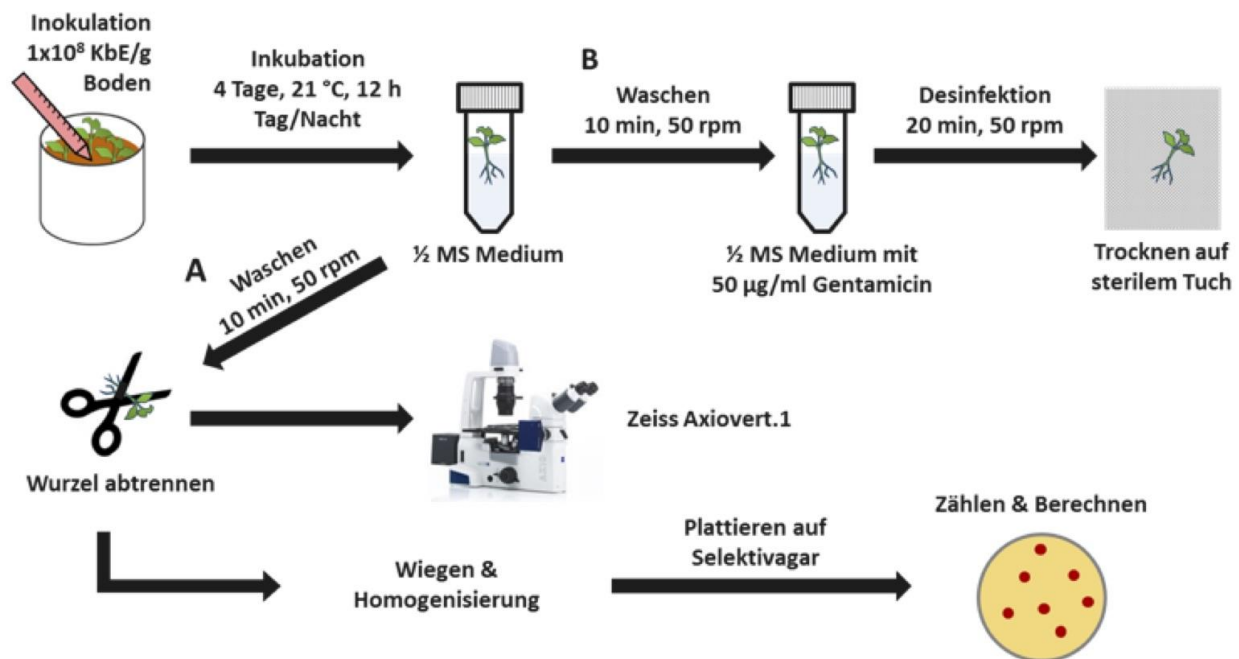 Inokulation
1x10⁸ KbE/g
Boden
Inkubation
4 Tage, 21 °C, 12 h
Tag/Nacht
B
Waschen
10 min, 50 rpm
Desinfektion
20 min, 50 rpm
½ MS Medium
½ MS Medium mit
50 µg/ml Gentamicin
Trocknen auf
sterilem Tuch
A
Waschen
10 min, 50 rpm
Wurzel abtrennen
Zeiss Axiovert.1
Wiegen &
Homogenisierung
Plattieren auf
Selektivagar
Zählen & Berechnen